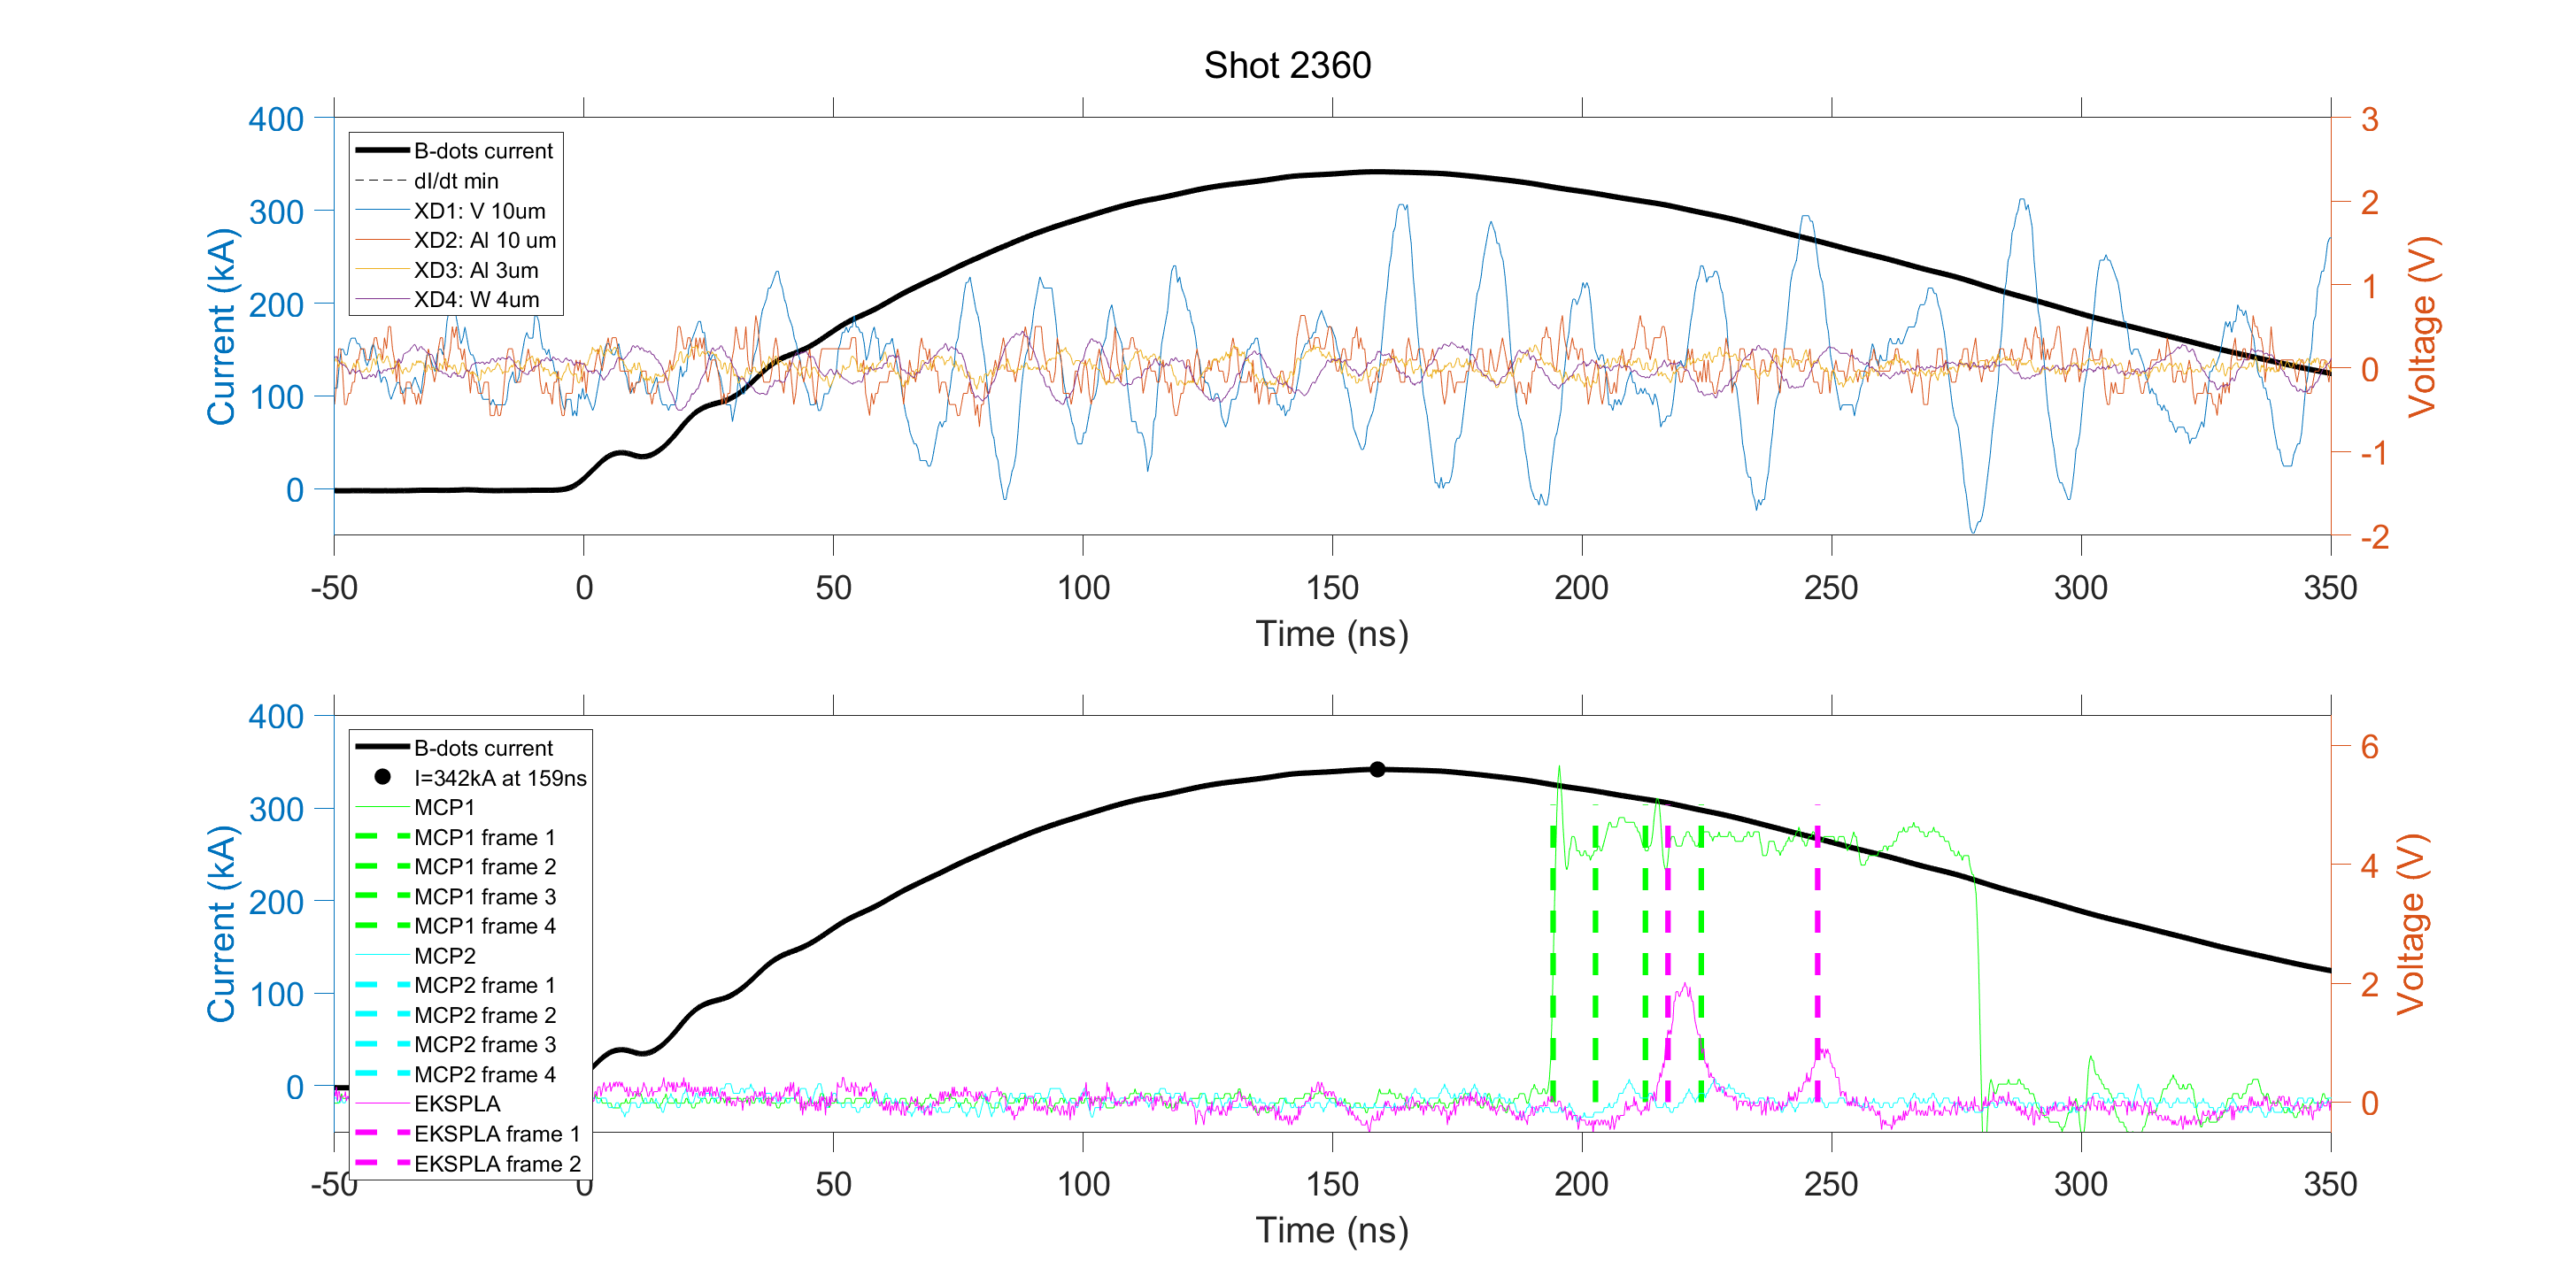 Shot 2360
400
300
200
100
0
Current (kA)
3
2
1
0
-1
-2
Voltage (V)
B-dots current
dI/dt min
XD1: V 10um
XD2: Al 10 um
XD3: Al 3um
XD4: W 4um
-50 0 50 100 150 200 250 300 350
Time (ns)
400
300
200
100
0
Current (kA)
6
4
2
0
Voltage (V)
B-dots current
I=342kA at 159ns
MCP1
MCP1 frame 1
MCP1 frame 2
MCP1 frame 3
MCP1 frame 4
MCP2
MCP2 frame 1
MCP2 frame 2
MCP2 frame 3
MCP2 frame 4
EKSPLA
EKSPLA frame 1
EKSPLA frame 2
-50 0 50 100 150 200 250 300 350
Time (ns)